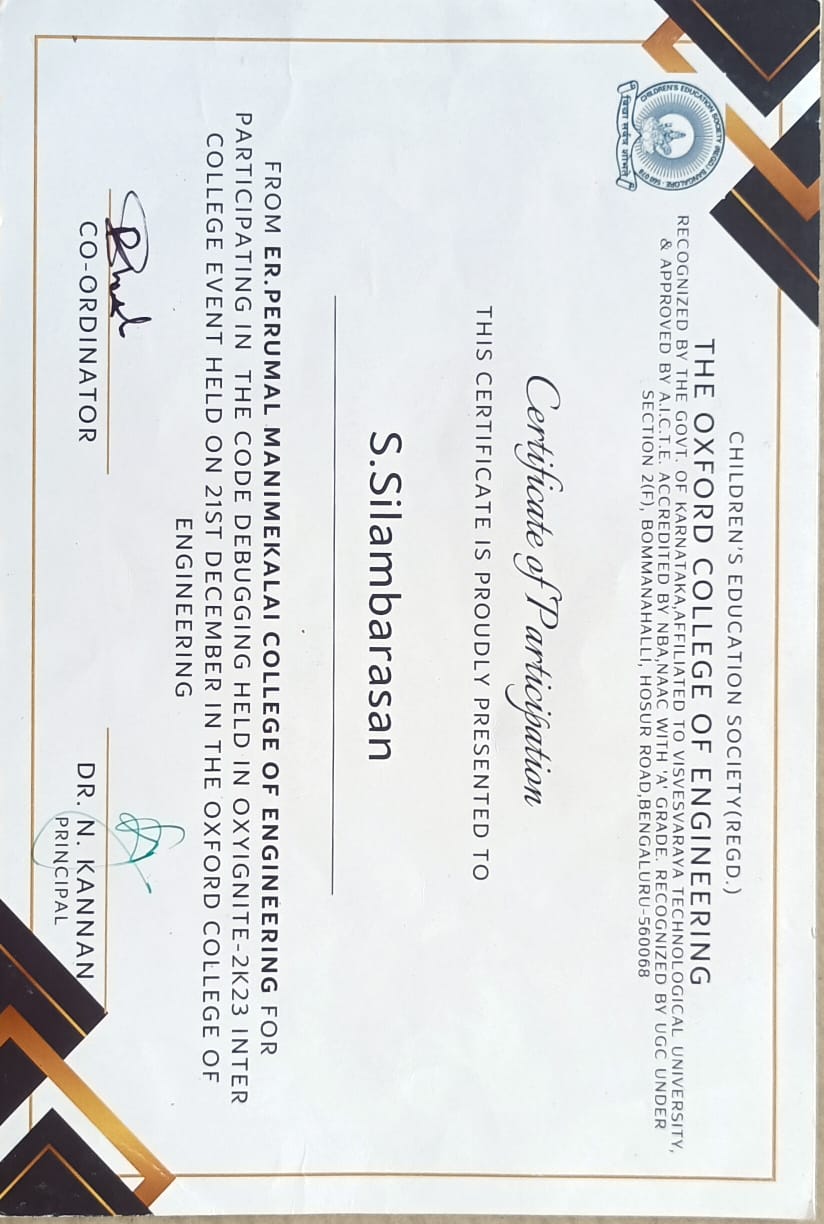 CHILDREN'S EDUCATION SOCIETY(REGD.)
THE OXFORD COLLEGE OF ENGINEERING
RECOGNIZED BY THE GOVT. OF KARNATAKA,AFFILIATED TO VISVESVARAYA TECHNOLOGICAL UNIVERSITY,
& APPROVED BY A.I.C.T.E. ACCREDITED BY NBA,NAAC WITH 'A' GRADE. RECOGNIZED BY UGC UNDER
SECTION 2(F), BOMMANAHALLI, HOSUR ROAD,BENGALURU-560068
CHILDREN'S EDUCATION SOCIETY (REGD.) BANGALORE
विद्या सर्वत्र शोभते
Certificate of Participation
THIS CERTIFICATE IS PROUDLY PRESENTED TO
S.Silambarasan
FROM ER.PERUMAL MANIMEKALAI COLLEGE OF ENGINEERING FOR
PARTICIPATING IN THE CODE DEBUGGING HELD IN OXYIGNITE-2K23 INTER
COLLEGE EVENT HELD ON 21ST DECEMBER IN THE OXFORD COLLEGE OF
ENGINEERING
CO-ORDINATOR
DR. N. KANNAN
PRINCIPAL